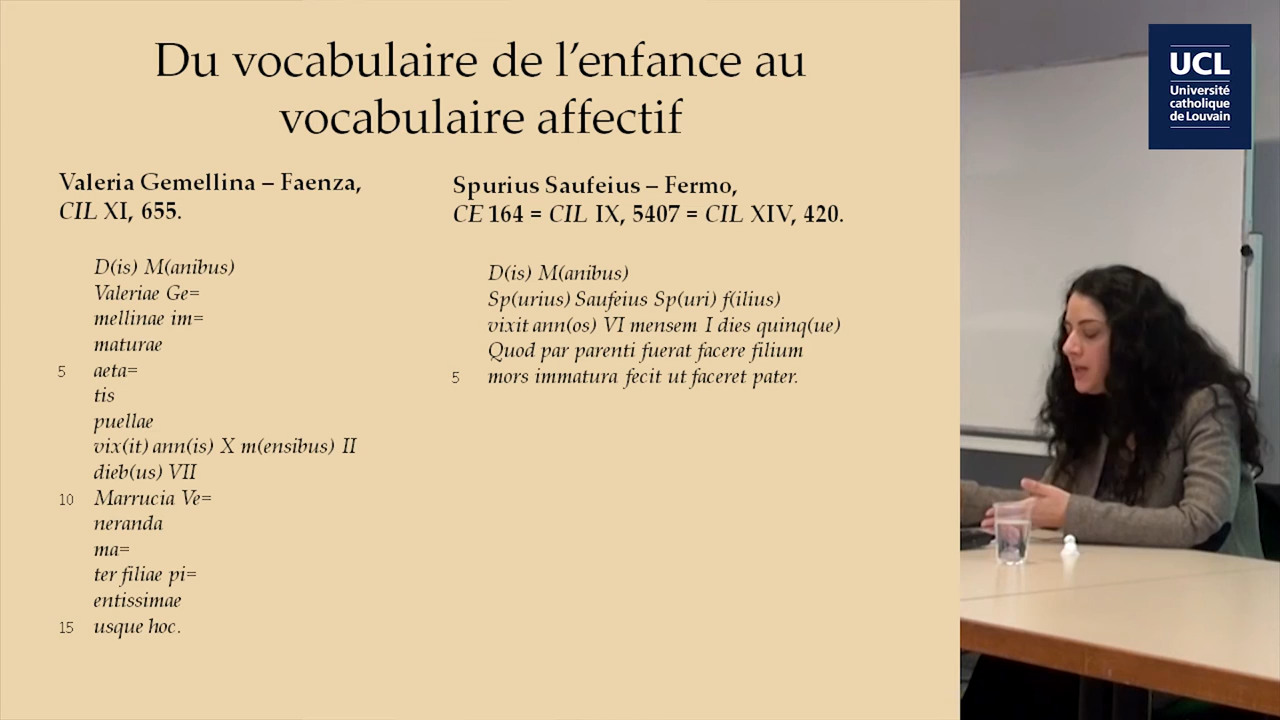 Du vocabulaire de l'enfance au
vocabulaire affectif
Valeria Gemellina – Faenza,
CIL XI, 655.
D(is) M(anibus)
Valeriae Ge=
mellinae im=
maturae
5 aeta=
tis
puellae
vix(it) ann(is) X m(ensibus) II
dieb(us) VII
10 Marrucia Ve=
neranda
ma=
ter filiae pi=
entissimae
15 usque hoc.
Spurius Saufeius – Fermo,
CE 164 = CIL IX, 5407 = CIL XIV, 420.
D(is) M(anibus)
Sp(urius) Saufeius Sp(uri) f(ilius)
vixit ann(os) VI mensem I dies quinq(ue)
Quod par parenti fuerat facere filium
5 mors immatura fecit ut faceret pater.
UCL
Université
catholique
de Louvain